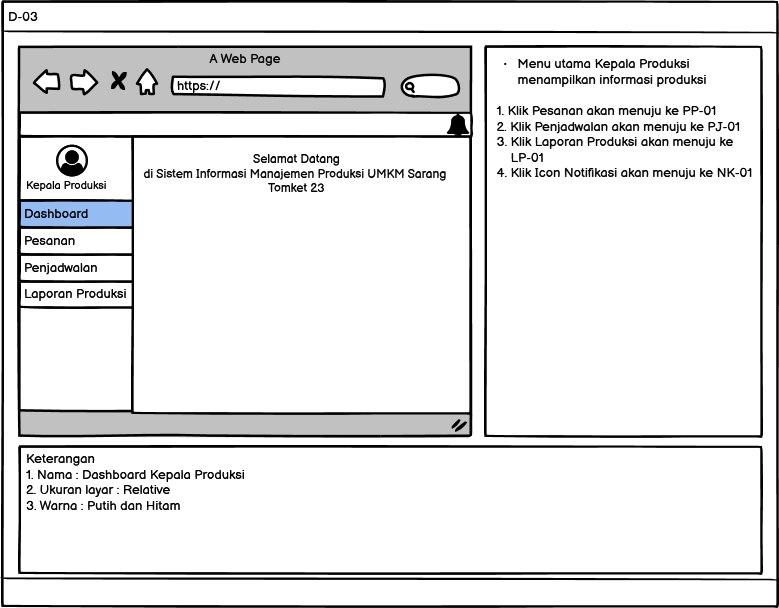 D-03
A Web Page
https://
Kepala Produksi
Dashboard
Pesanan
Penjadwalan
Laporan Produksi
Selamat Datang
di Sistem Informasi Manajemen Produksi UMKM Sarang
Tomket 23
· Menu utama Kepala Produksi
menampilkan informasi produksi
1. Klik Pesanan akan menuju ke PP-01
2. Klik Penjadwalan akan menuju ke PJ-01
3. Klik Laporan Produksi akan menuju ke
LP-01
4. Klik Icon Notifikasi akan menuju ke NK-01
Keterangan
1. Nama : Dashboard Kepala Produksi
2. Ukuran layar : Relative
3. Warna : Putih dan Hitam